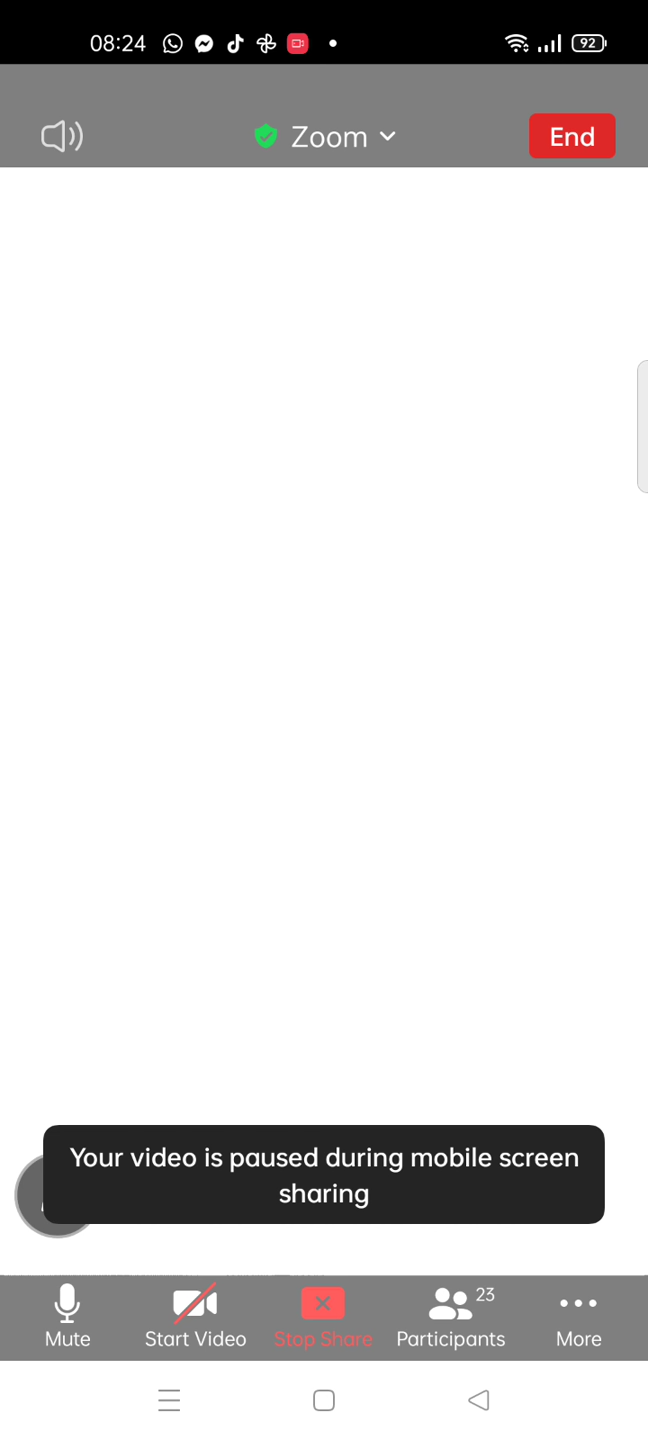 08:24
92
Zoom
End
Your video is paused during mobile screen
sharing
23
Mute
Start Video
Stop Share
Participants
More